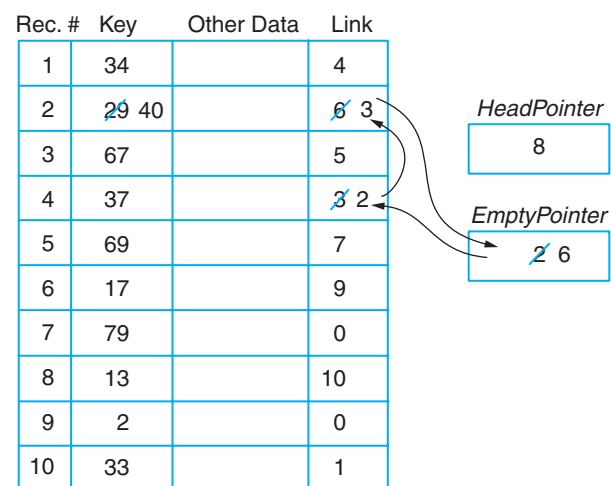 Rec. # Key Other Data Link
1 34 4
2 29 40 6 3
HeadPointer
3 67 5
8
4 37 3 2
EmptyPointer
5 69 7
2 6
6 17 9
7 79 0
8 13 10
9 2 0
10 33 1